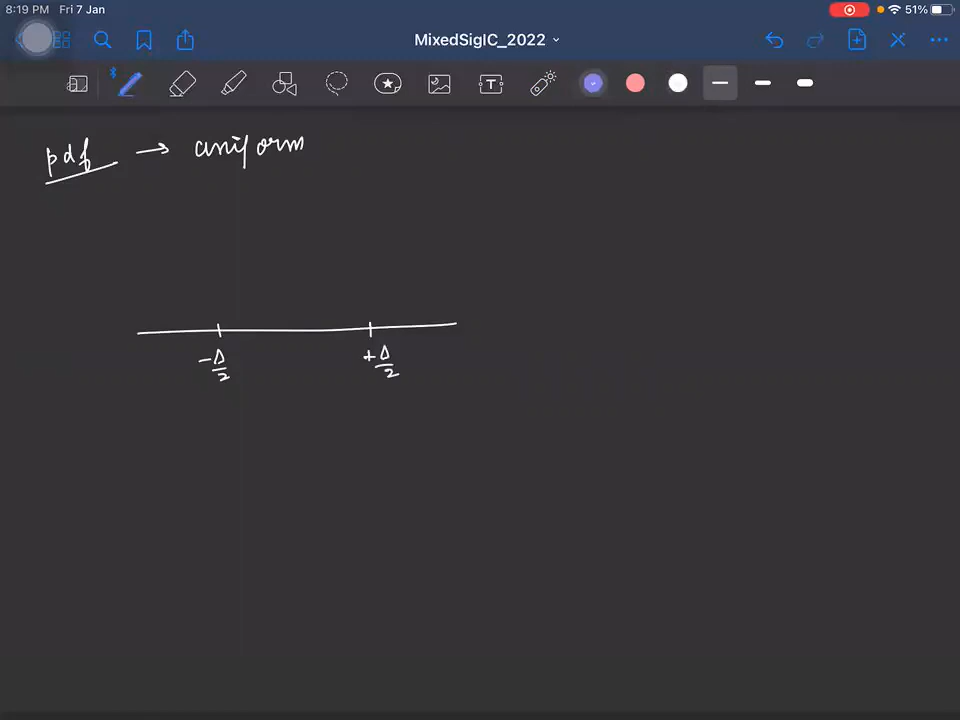 8:19 PM Fri 7 Jan 51%
MixedSigIC_2022
pdf → uniform
-Δ/2 +Δ/2